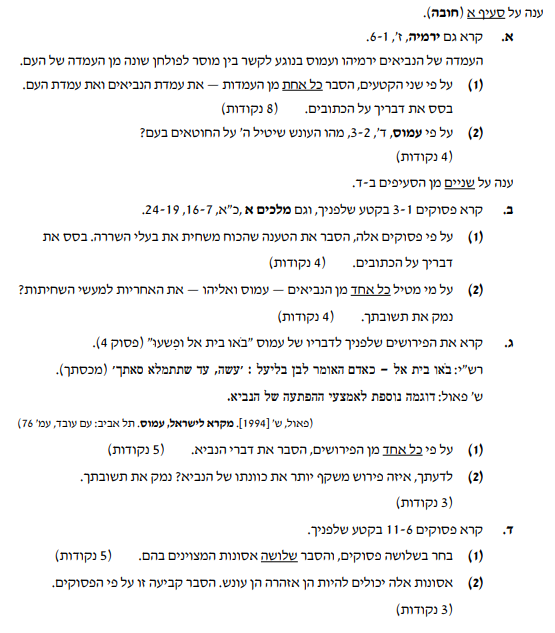 ענה על סעיף א (חובה).
א. קרא גם ירמיה, ז', 6-1.
העמדה של הנביאים ירמיהו ועמוס בנוגע לקשר בין מוסר לפולחן שונה מן העמדה של העם.
(1) על פי שני הקטעים, הסבר את כל אחת מן העמדות — את עמדת הנביאים ואת עמדת העם.
בסס את דבריך על הכתובים. (8 נקודות)
(2) על פי עמוס, ד', 3-2, מהו העונש שיטיל ה' על החוטאים בעם?
(4 נקודות)
ענה על שניים מן הסעיפים ב-ד.
ב. קרא פסוקים 3-1 בקטע שלפניך, וגם מלכים א ,כ"א, 16-7, 24-19.
(1) על פי פסוקים אלה, הסבר את הטענה שהכוח משחית את בעלי השררה. בסס את
דבריך על הכתובים. (4 נקודות)
(2) על מי מטיל כל אחד מן הנביאים — עמוס ואליהו — את האחריות למעשי השחיתות?
נמק את תשובתך. (4 נקודות)
ג. קרא את הפירושים שלפניך לדבריו של עמוס "בֹּאו בית אל ופִשעוּ" (פסוק 4).
רש"י: בֹּאו בית אל – כאדם האומר לבן בליעל : 'עשה, עד שתתמלא סאתך' (מכסתך).
ש' פאול: דוגמה נוספת לאמצעי ההפתעה של הנביא.
(פאול, ש' [1994]. מקרא לישראל, עמוס. תל אביב: עם עובד, עמ' 76)
(1) על פי כל אחד מן הפירושים, הסבר את דברי הנביא. (5 נקודות)
(2) לדעתך, איזה פירוש משקף יותר את כוונתו של הנביא? נמק את תשובתך.
(3 נקודות)
ד. קרא פסוקים 11-6 בקטע שלפניך.
(1) בחר בשלושה פסוקים, והסבר שלושה אסונות המצוינים בהם. (5 נקודות)
(2) אסונות אלה יכולים להיות הן אזהרה הן עונש. הסבר קביעה זו על פי הפסוקים.
(3 נקודות)